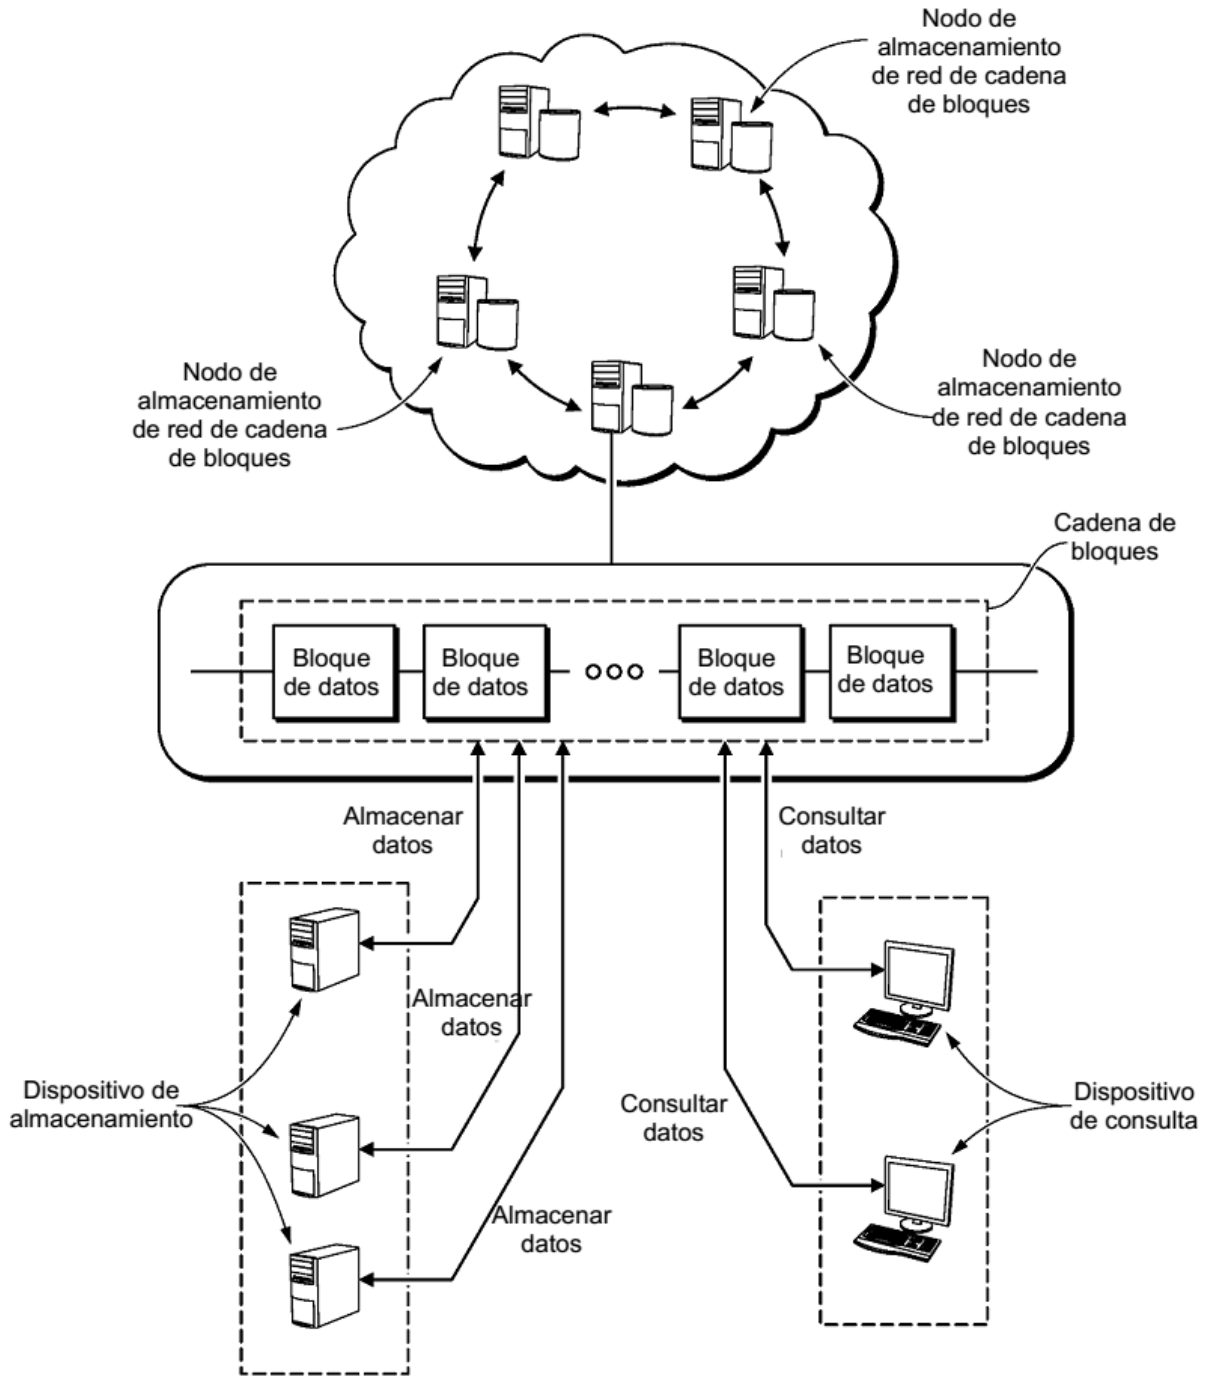 Nodo de
almacenamiento
de red de cadena
de bloques
Nodo de
almacenamiento
de red de cadena
de bloques
Nodo de
almacenamiento
de red de cadena
de bloques
Cadena de
bloques
Bloque
de datos
Bloque
de datos
Bloque
de datos
Bloque
de datos
Almacenar
datos
Consultar
datos
Almacenar
datos
Dispositivo de
almacenamiento
Consultar
datos
Dispositivo
de consulta
Almacenar
datos